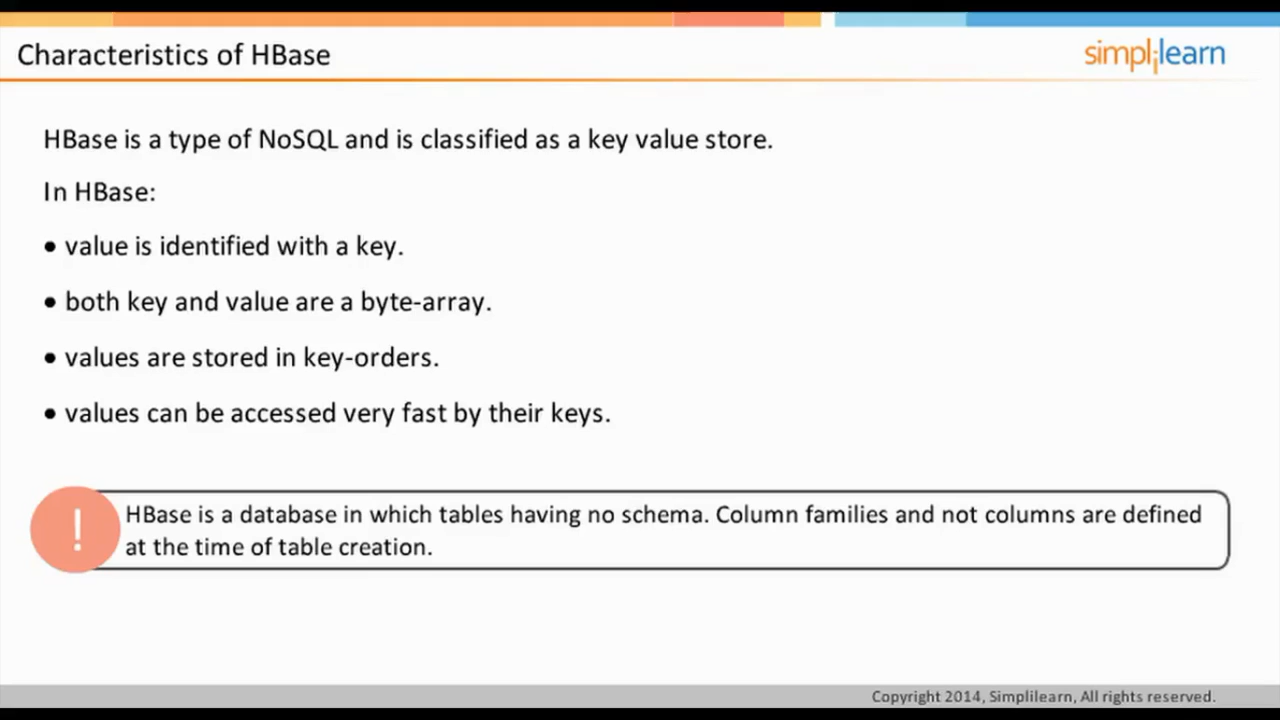 Characteristics of HBase
simplilearn
HBase is a type of NoSQL and is classified as a key value store.
In HBase:
• value is identified with a key.
• both key and value are a byte-array.
• values are stored in key-orders.
• values can be accessed very fast by their keys.
!
HBase is a database in which tables having no schema. Column families and not columns are defined
at the time of table creation.
Copyright 2014, Simplilearn, All rights reserved.